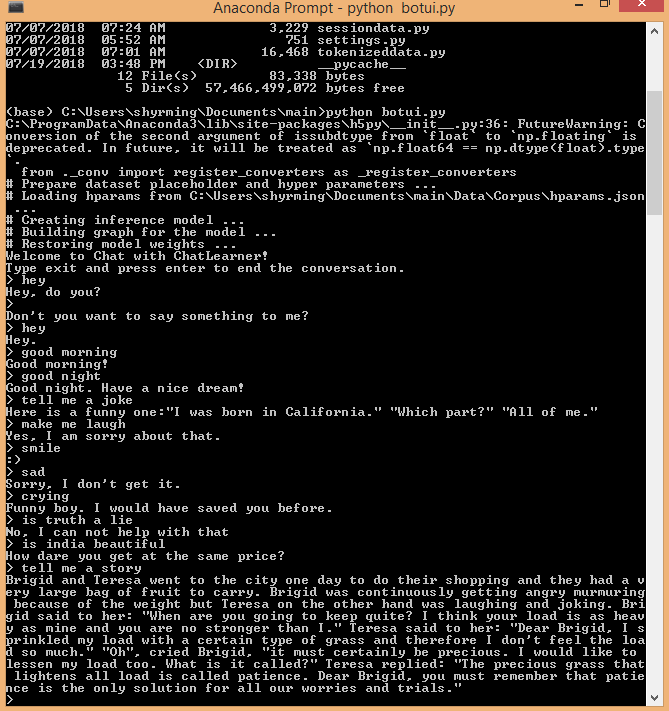 Anaconda Prompt - python  botui.py
07/07/2018  07:24 AM             3,229 sessiondata.py
07/07/2018  05:52 AM               751 settings.py
07/07/2018  07:01 AM            16,468 tokenizeddata.py
07/19/2018  03:48 PM    <DIR>          __pycache__
              12 File(s)         83,338 bytes
               5 Dir(s)  57,466,499,072 bytes free
(base) C:\Users\shyrming\Documents\main>python botui.py
C:\ProgramData\Anaconda3\lib\site-packages\h5py\__init__.py:36: FutureWarning: C
onversion of the second argument of issubdtype from `float` to `np.floating` is
deprecated. In future, it will be treated as `np.float64 == np.dtype(float).type
`.
  from ._conv import register_converters as _register_converters
# Prepare dataset placeholder and hyper parameters ...
# Loading hparams from C:\Users\shyrming\Documents\main\Data\Corpus\hparams.json
 ...
# Creating inference model ...
# Building graph for the model ...
# Restoring model weights ...
Welcome to Chat with ChatLearner!
Type exit and press enter to end the conversation.
> hey
Hey, do you?
>
Don't you want to say something to me?
> hey
Hey.
> good morning
Good morning!
> good night
Good night. Have a nice dream!
> tell me a joke
Here is a funny one:"I was born in California." "Which part?" "All of me."
> make me laugh
Yes, I am sorry about that.
> smile
:)
> sad
Sorry, I don't get it.
> crying
Funny boy. I would have saved you before.
> is truth a lie
No, I can not help with that
> is india beautiful
How dare you get at the same price?
> tell me a story
Brigid and Teresa went to the city one day to do their shopping and they had a v
ery large bag of fruit to carry. Brigid was continuously getting angry murmuring
 because of the weight but Teresa on the other hand was laughing and joking. Bri
gid said to her: "When are you going to keep quite? I think your load is as heav
y as mine and you are no stronger than I." Teresa said to her: "Dear Brigid, I s
prinkled my load with a certain type of grass and therefore I don't feel the loa
d so much." "Oh", cried Brigid, "it must certainly be precious. I would like to
lessen my load too. What is it called?" Teresa replied: "The precious grass that
 lightens all load is called patience. Dear Brigid, you must remember that patie
nce is the only solution for all our worries and trials."
>